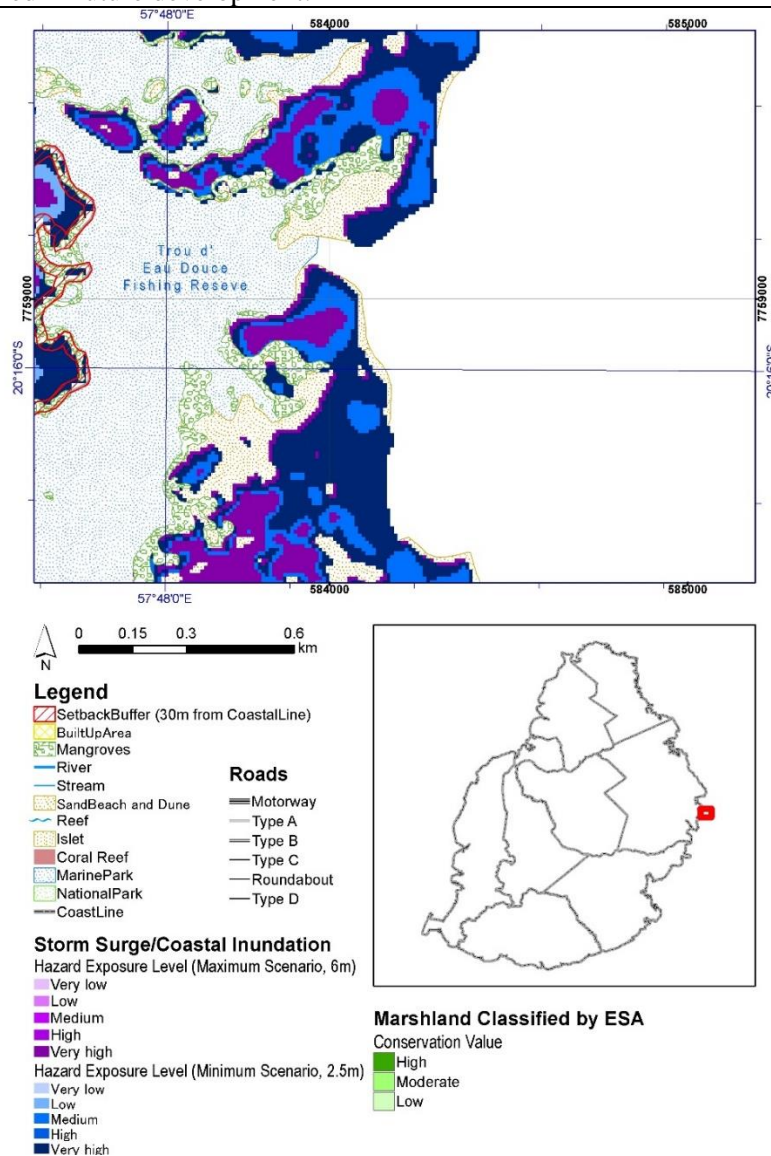 57°48'0"E
584000
585000
Trou d'
Eau Douce
Fishing Reseve
7759000
7759000
20°16'0"S
20°16'0"S
57°48'0"E
584000
585000
N
0 0.15 0.3 0.6
km
Legend
SetbackBuffer (30m from CoastalLine)
BuiltUpArea
Mangroves
River
Stream
SandBeach and Dune
Reef
Islet
Coral Reef
MarinePark
NationalPark
CoastLine
Roads
Motorway
Type A
Type B
Type C
Roundabout
Type D
Storm Surge/Coastal Inundation
Hazard Exposure Level (Maximum Scenario, 6m)
Very low
Low
Medium
High
Very high
Hazard Exposure Level (Minimum Scenario, 2.5m)
Very low
Low
Medium
High
Very high
Marshland Classified by ESA
Conservation Value
High
Moderate
Low